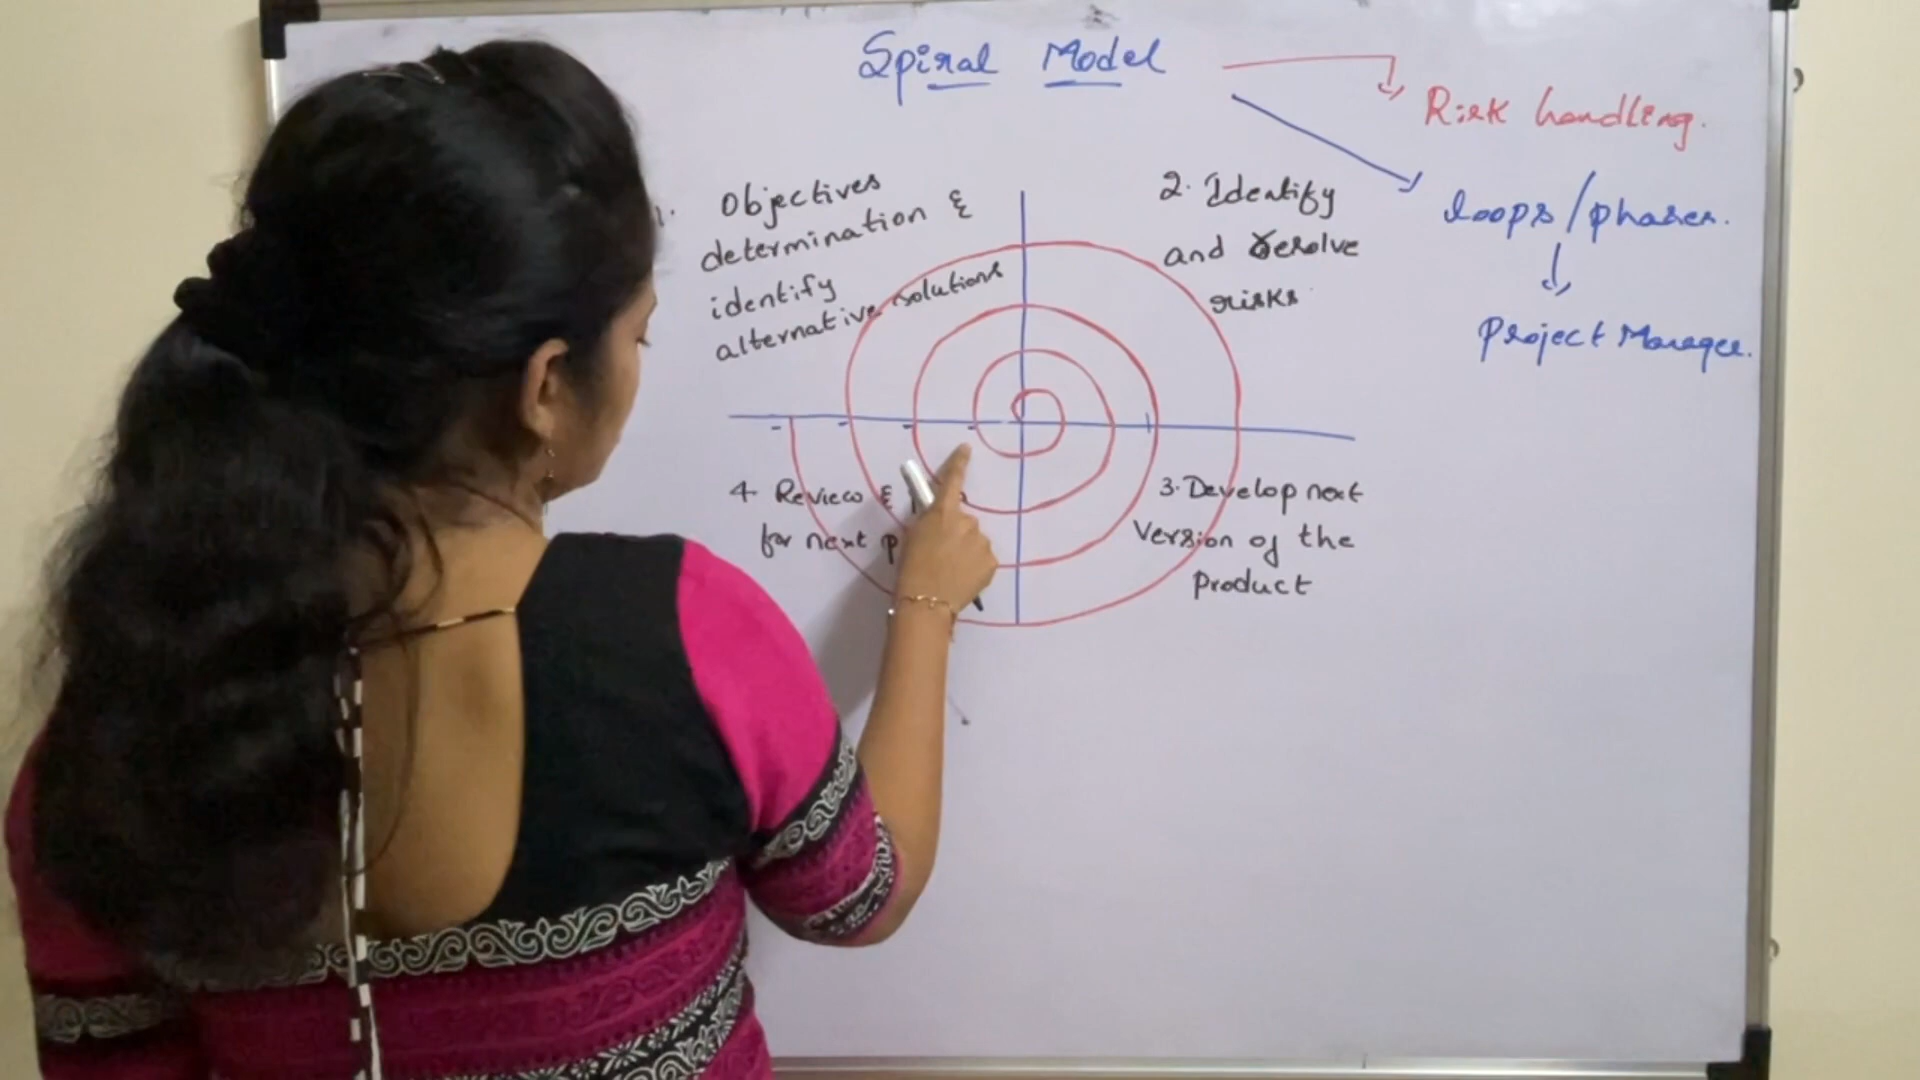 Spiral Model
Risk handling.
loops/phases.
Project Manager.
1. Objectives
determination &
identify
alternative solutions
2. Identify
and resolve
risks
4. Review &
for next
3. Develop next
Version of the
Product